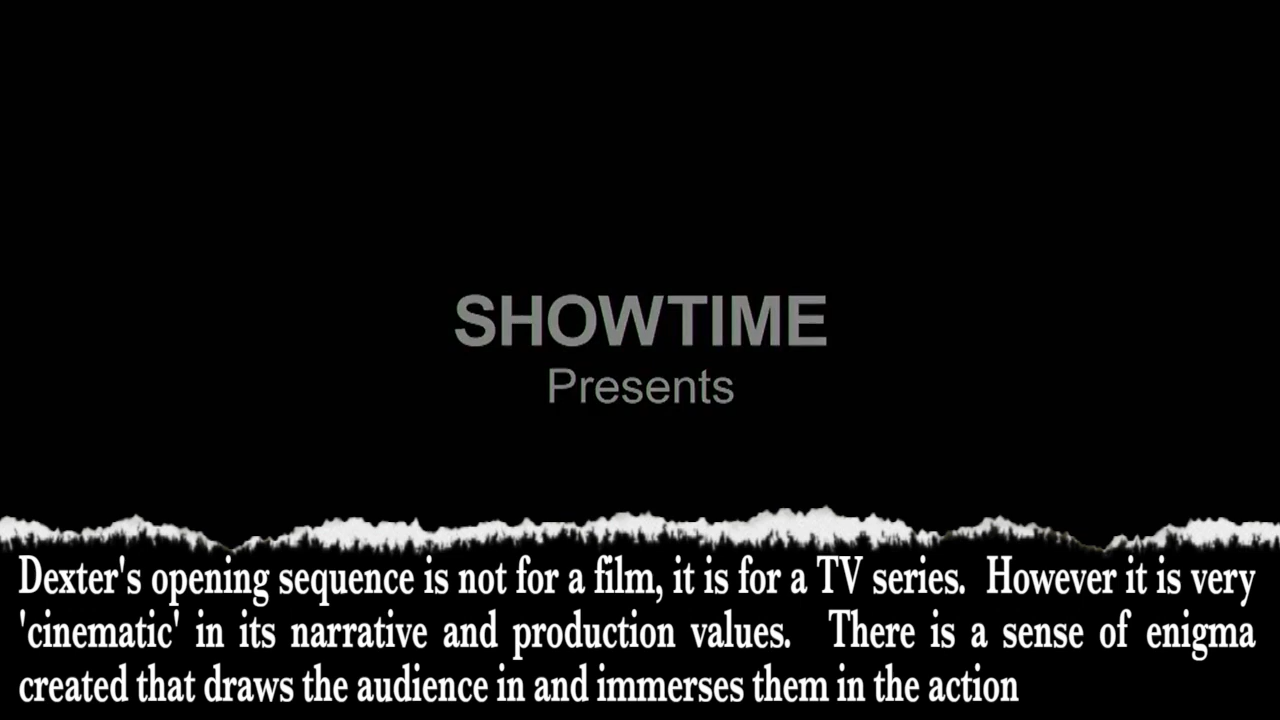 SHOWTIME
Presents
Dexter's opening sequence is not for a film, it is for a TV series.  However it is very
'cinematic' in its narrative and production values.  There is a sense of enigma
created that draws the audience in and immerses them in the action